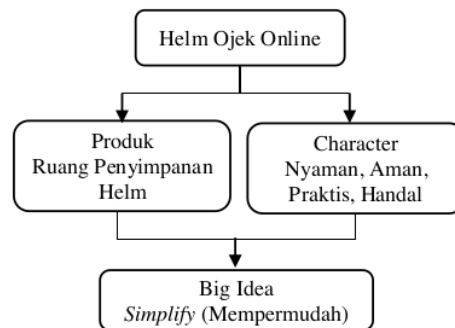 Helm Ojek Online
Produk
Ruang Penyimpanan
Helm
Character
Nyaman, Aman,
Praktis, Handal
Big Idea
Simplify (Mempermudah)